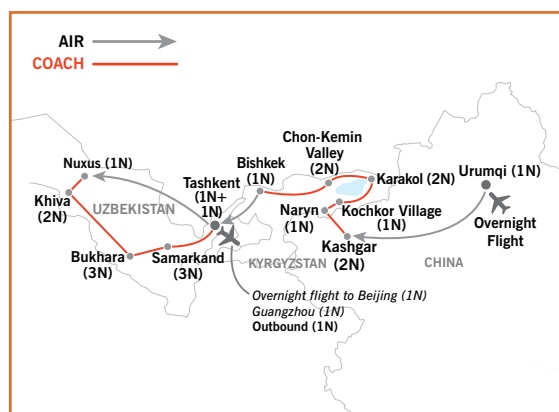 AIR
COACH
Chon-Kemin
Valley
(2N)
Nuxus (1N)
Bishkek
(1N)
Tashkent
(1N+
1N)
Karakol (2N)
Urumqi (1N)
Khiva
(2N)
UZBEKISTAN
Naryn
(1N)
Kochkor Village
(1N)
Overnight
Flight
Kashgar
(2N)
Bukhara
(3N)
Samarkand
(3N)
KYRGYZSTAN
CHINA
Overnight flight to Beijing (1N)
Guangzhou (1N)
Outbound (1N)